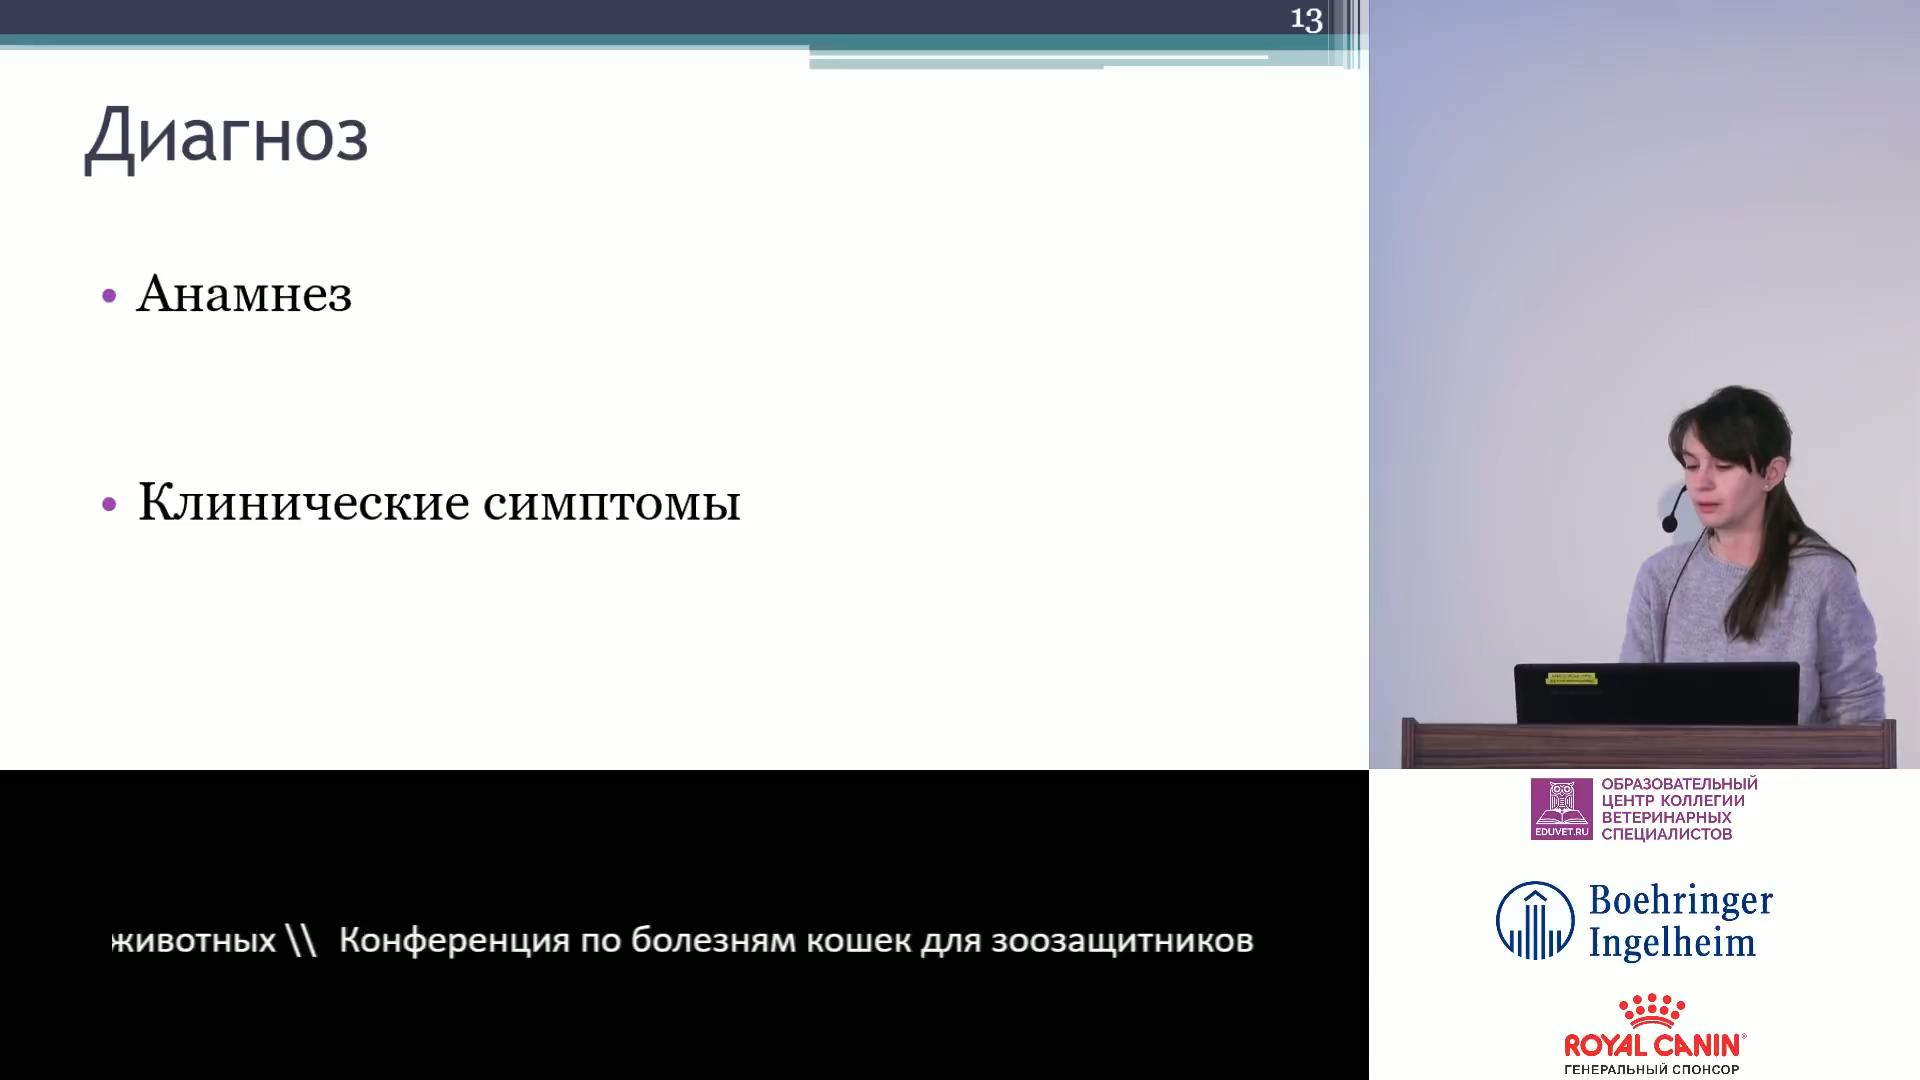 13
Диагноз
• Анамнез
• Клинические симптомы
животных \\ Конференция по болезням кошек для зоозащитников
EDUVET.RU
ОБРАЗОВАТЕЛЬНЫЙ
ЦЕНТР КОЛЛЕГИИ
ВЕТЕРИНАРНЫХ
СПЕЦИАЛИСТОВ
Boehringer
Ingelheim
ROYAL CANIN
ГЕНЕРАЛЬНЫЙ СПОНСОР